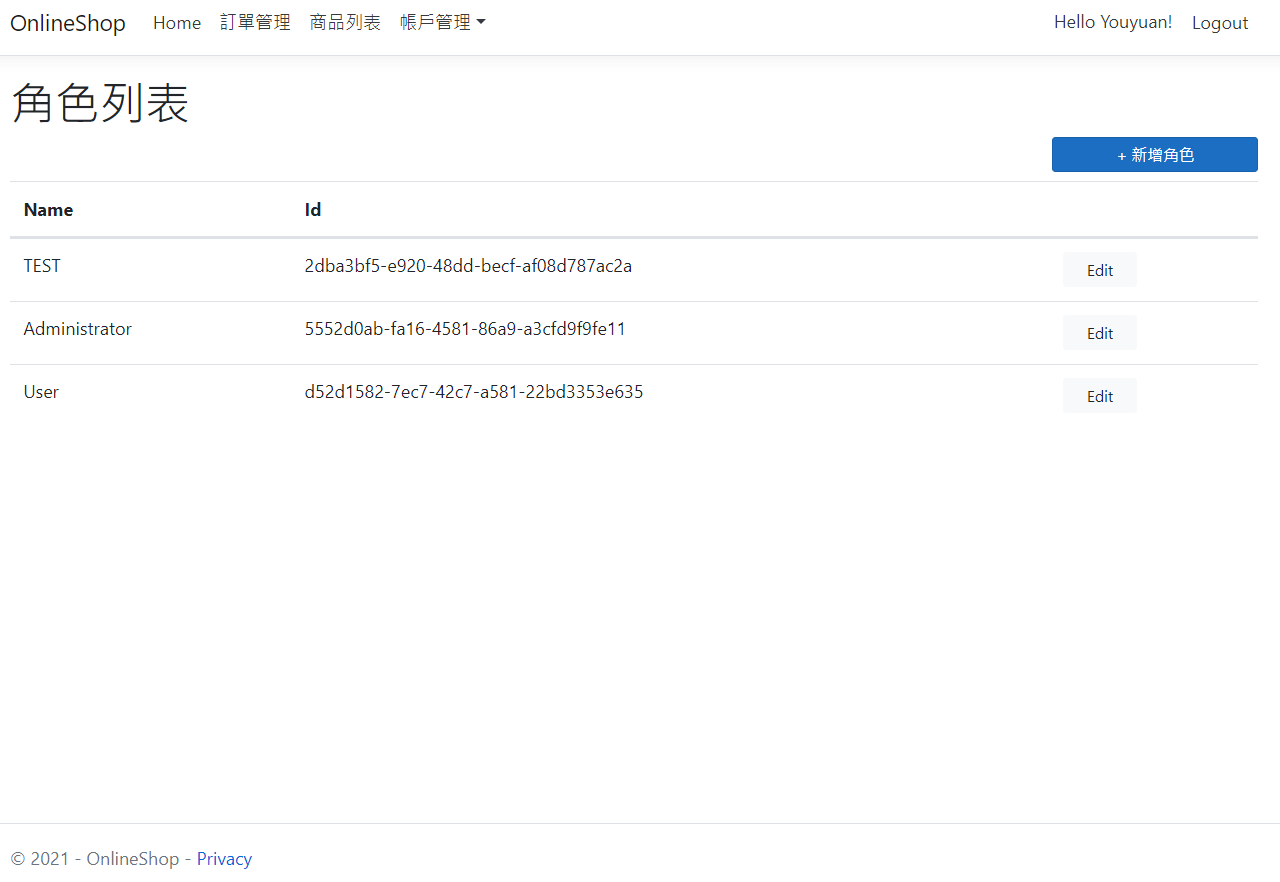 OnlineShop Home 訂單管理 商品列表 帳戶管理 Hello Youyuan! Logout
角色列表
+ 新增角色
Name Id
TEST 2dba3bf5-e920-48dd-becf-af08d787ac2a Edit
Administrator 5552d0ab-fa16-4581-86a9-a3cfd9f9fe11 Edit
User d52d1582-7ec7-42c7-a581-22bd3353e635 Edit
© 2021 - OnlineShop - Privacy